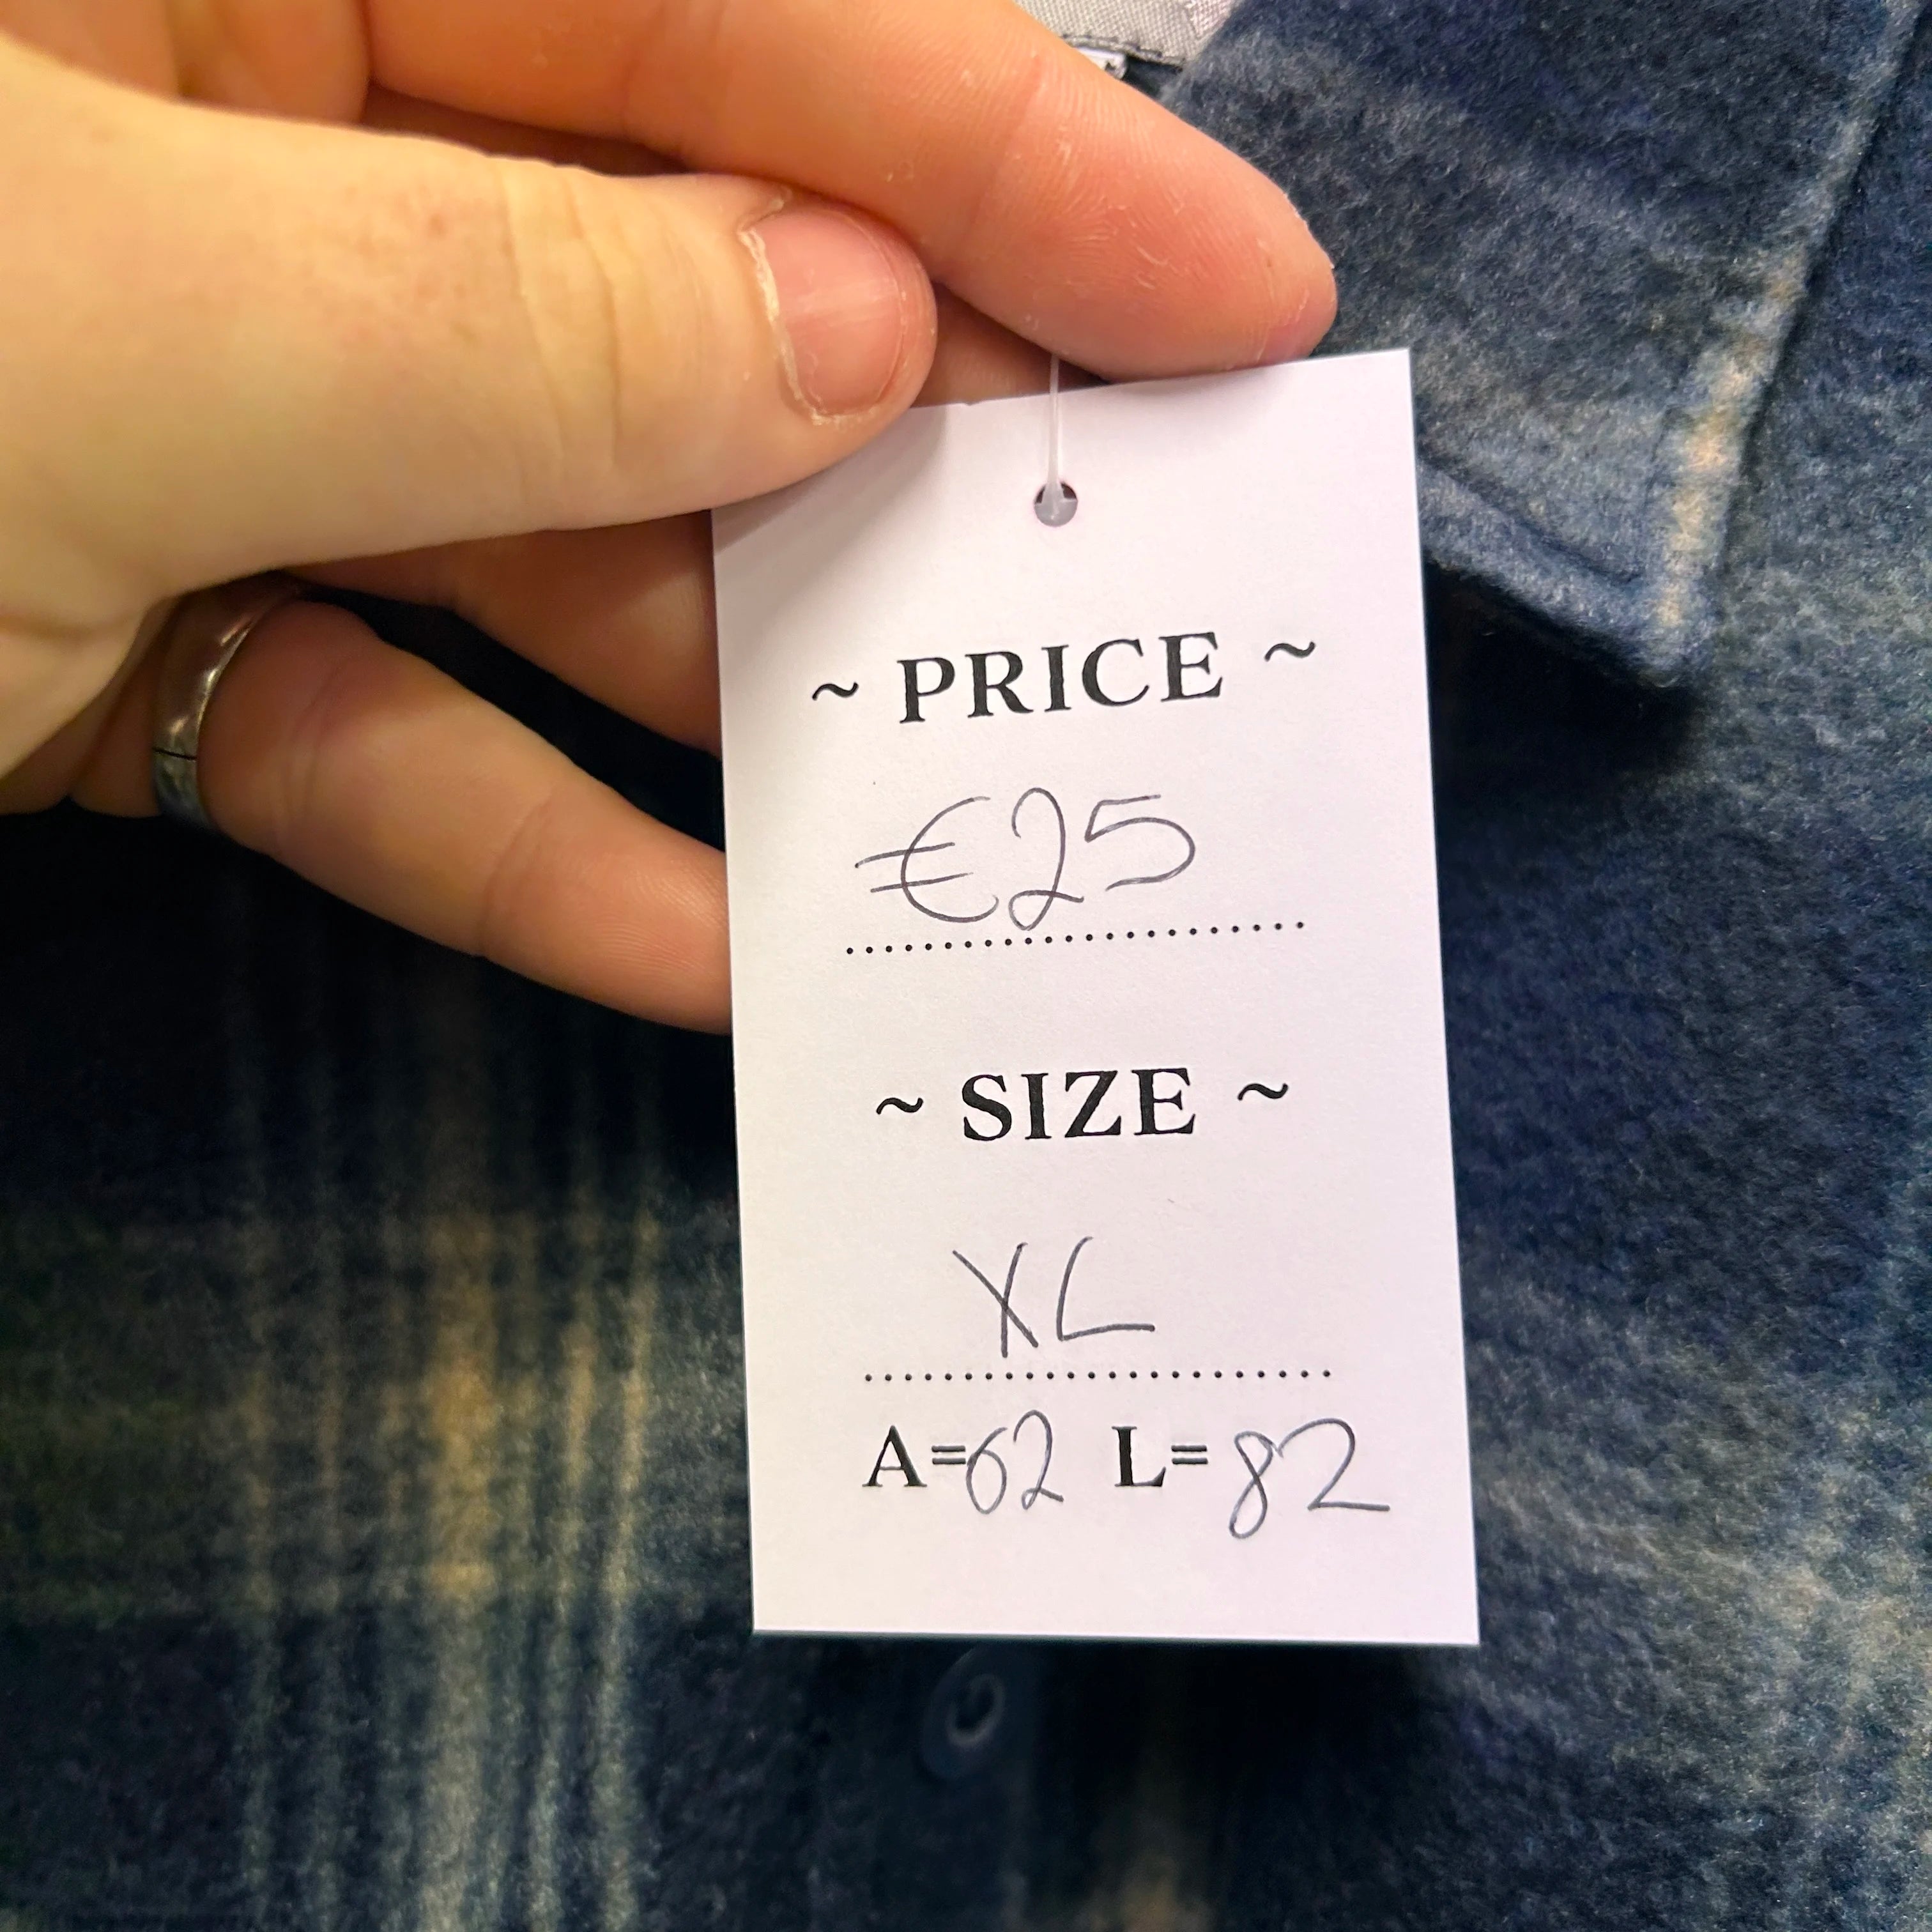 ~ PRICE ~
€25
~ SIZE ~
XL
A=62 L=82